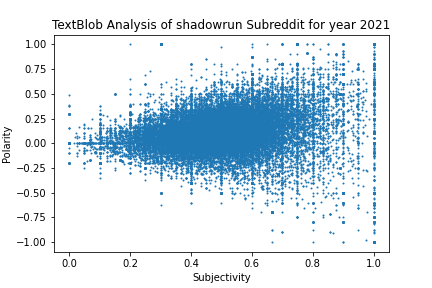 TextBlob Analysis of shadowrun Subreddit for year 2021
1.00
0.75
0.50
0.25
0.00
−0.25
−0.50
−0.75
−1.00
Polarity
0.0 0.2 0.4 0.6 0.8 1.0
Subjectivity